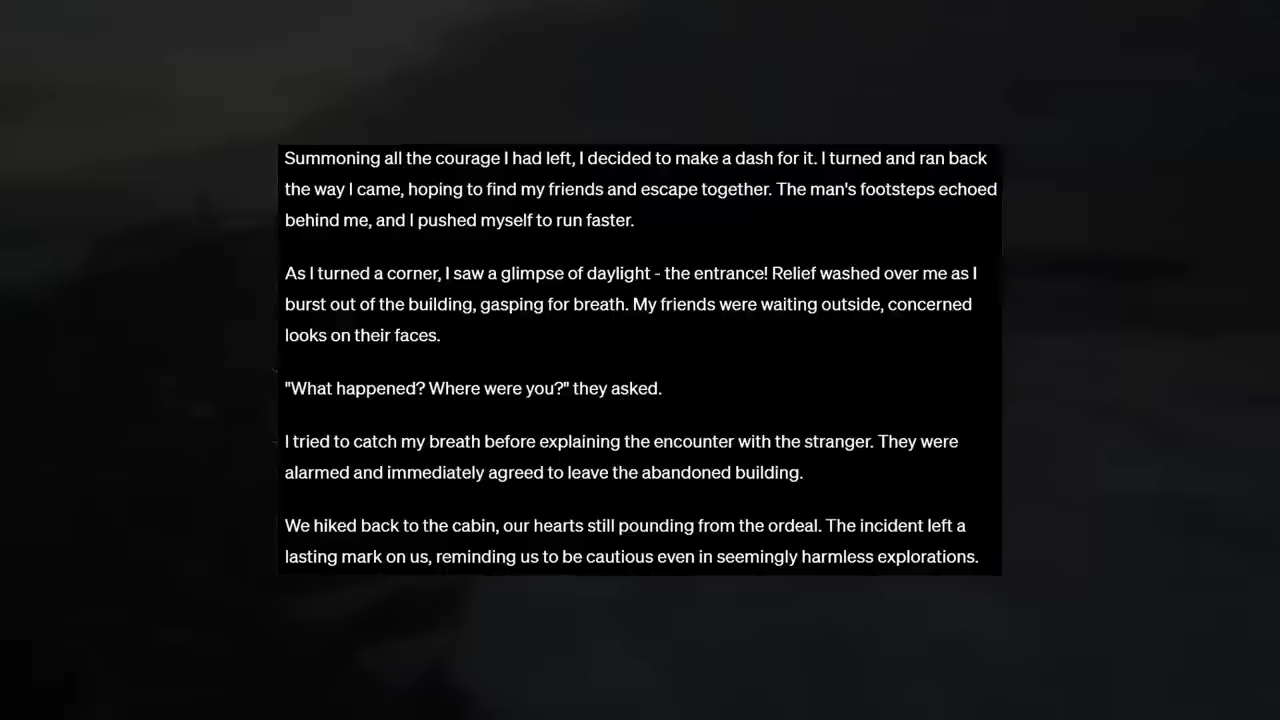 Summoning all the courage I had left, I decided to make a dash for it. I turned and ran back
the way I came, hoping to find my friends and escape together. The man's footsteps echoed
behind me, and I pushed myself to run faster.
As I turned a corner, I saw a glimpse of daylight - the entrance! Relief washed over me as I
burst out of the building, gasping for breath. My friends were waiting outside, concerned
looks on their faces.
"What happened? Where were you?" they asked.
I tried to catch my breath before explaining the encounter with the stranger. They were
alarmed and immediately agreed to leave the abandoned building.
We hiked back to the cabin, our hearts still pounding from the ordeal. The incident left a
lasting mark on us, reminding us to be cautious even in seemingly harmless explorations.